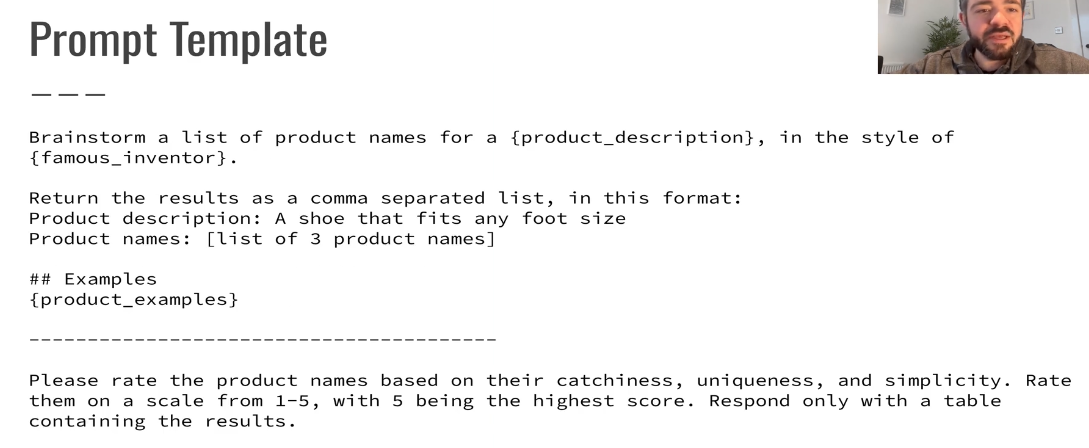 Prompt Template
Brainstorm a list of product names for a {product_description}, in the style of
{famous_inventor}.
Return the results as a comma separated list, in this format:
Product description: A shoe that fits any foot size
Product names: [list of 3 product names]
## Examples
{product_examples}
----------------------------------------
Please rate the product names based on their catchiness, uniqueness, and simplicity. Rate
them on a scale from 1-5, with 5 being the highest score. Respond only with a table
containing the results.